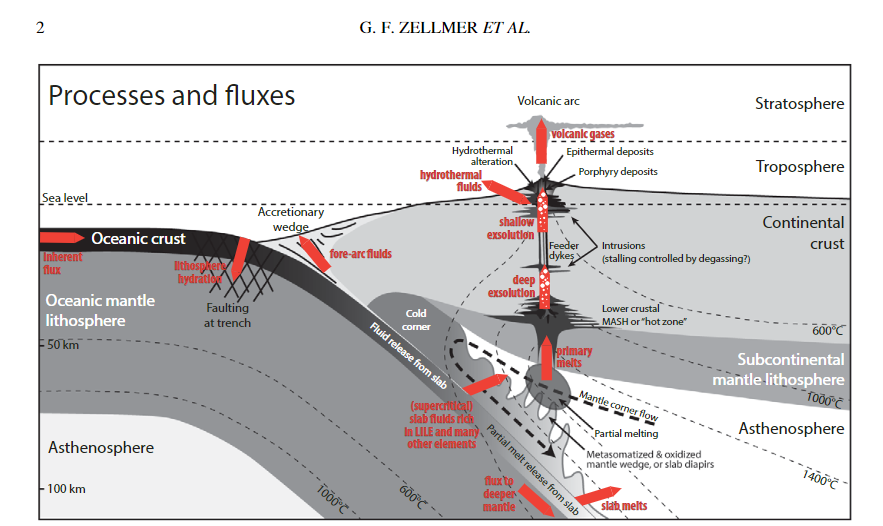 2
G. F. ZELLMER ET AL.
Processes and fluxes
Volcanic arc
Stratosphere
volcanic gases
Hydrothermal
alteration
Epithermal deposits
Troposphere
Porphyry deposits
hydrothermal
fluids
Sea level
Accretionary
wedge
shallow
exsolution
Continental
crust
Oceanic crust
inherent
flux
lithosphere
hydration
fore-arc fluids
Feeder
dykes
Intrusions
(stalling controlled by degassing?)
deep
exsolution
Oceanic mantle
lithosphere
Faulting
at trench
Cold
corner
Lower crustal
MASH or "hot zone"
600°C
50 km
Fluid release from slab
primary
melts
Subcontinental
mantle lithosphere
1000°C
Mantle corner flow
(supercritical)
slab fluids rich
in LILE and many
other elements
Partial melting
Asthenosphere
Asthenosphere
Metasomatized & oxidized
mantle wedge, or slab diapirs
Partial melt release from slab
1400°C
100 km
1000°C
600°C
flux to
deeper
mantle
slab melts